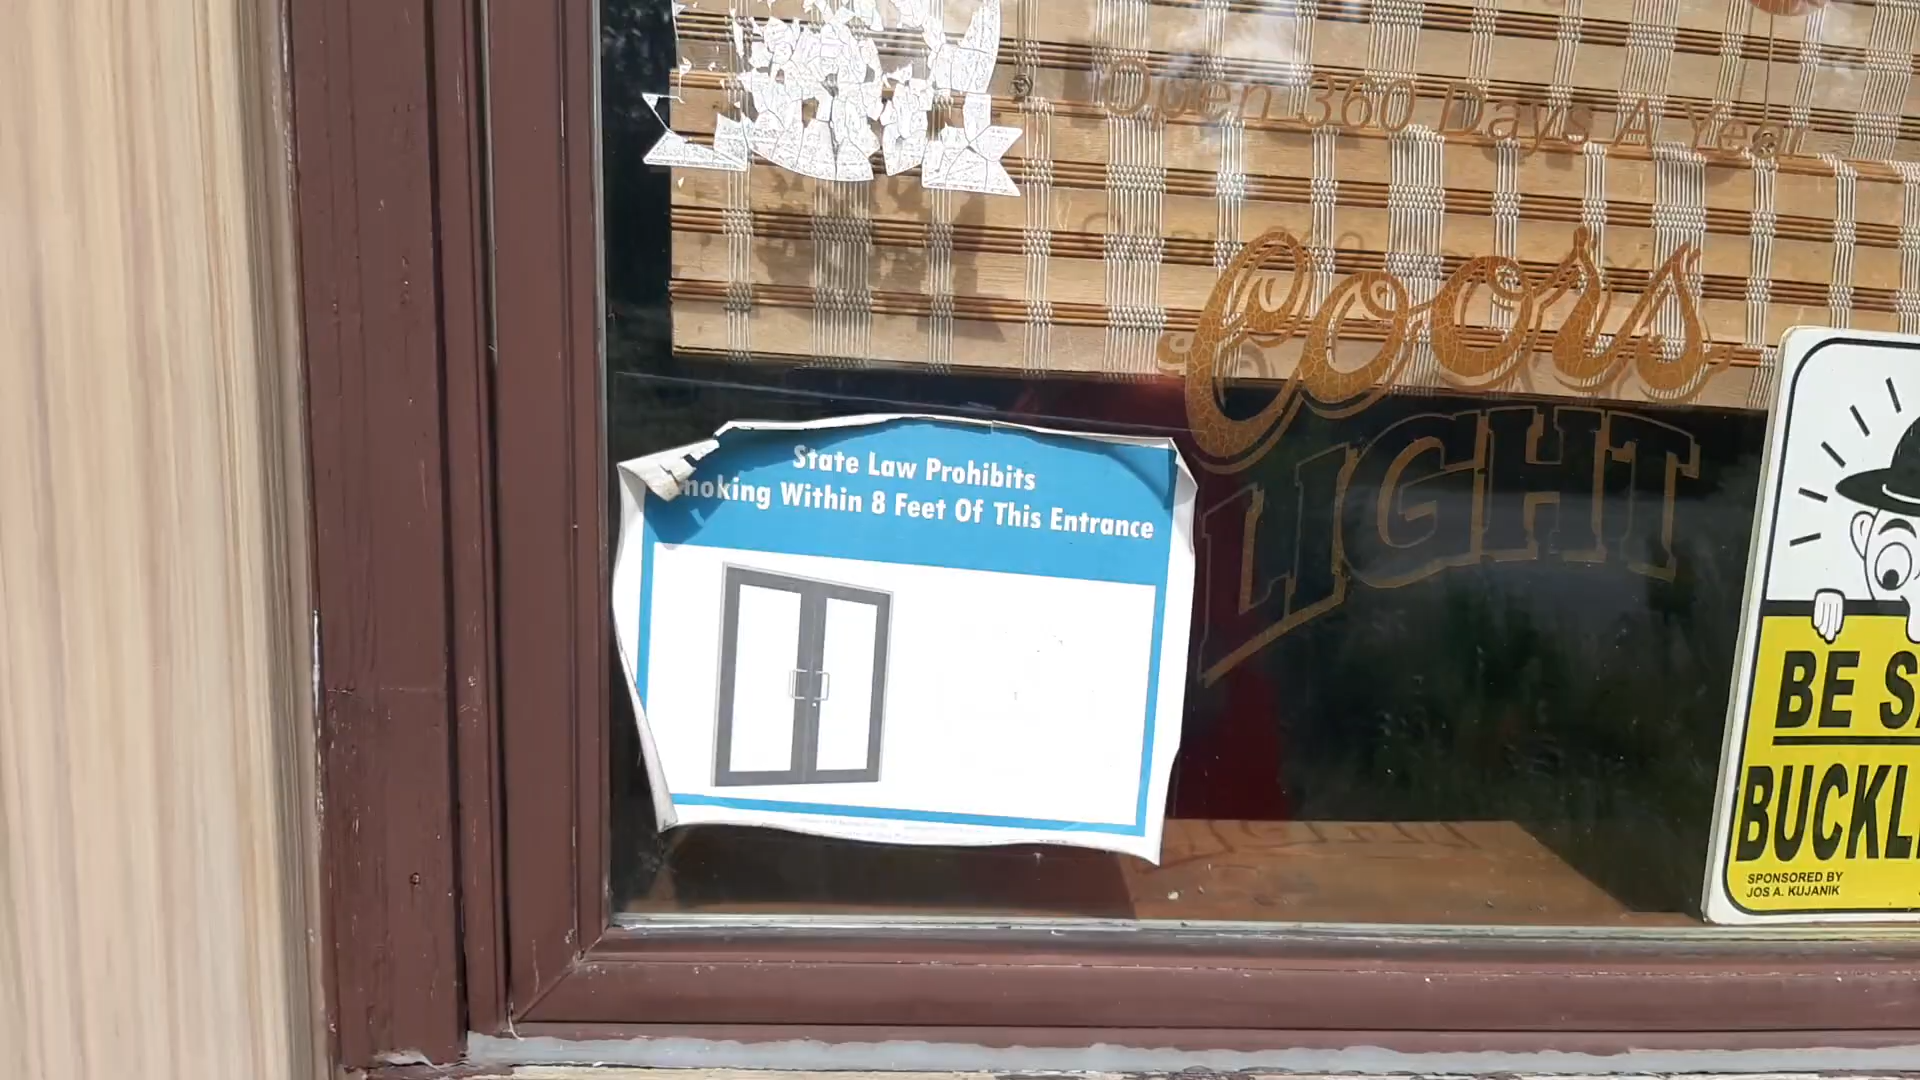 Open 360 Days A Year
Coors
LIGHT
State Law Prohibits
moking Within 8 Feet Of This Entrance
BE S
BUCKL
SPONSORED BY
JOS A. KUJANIK